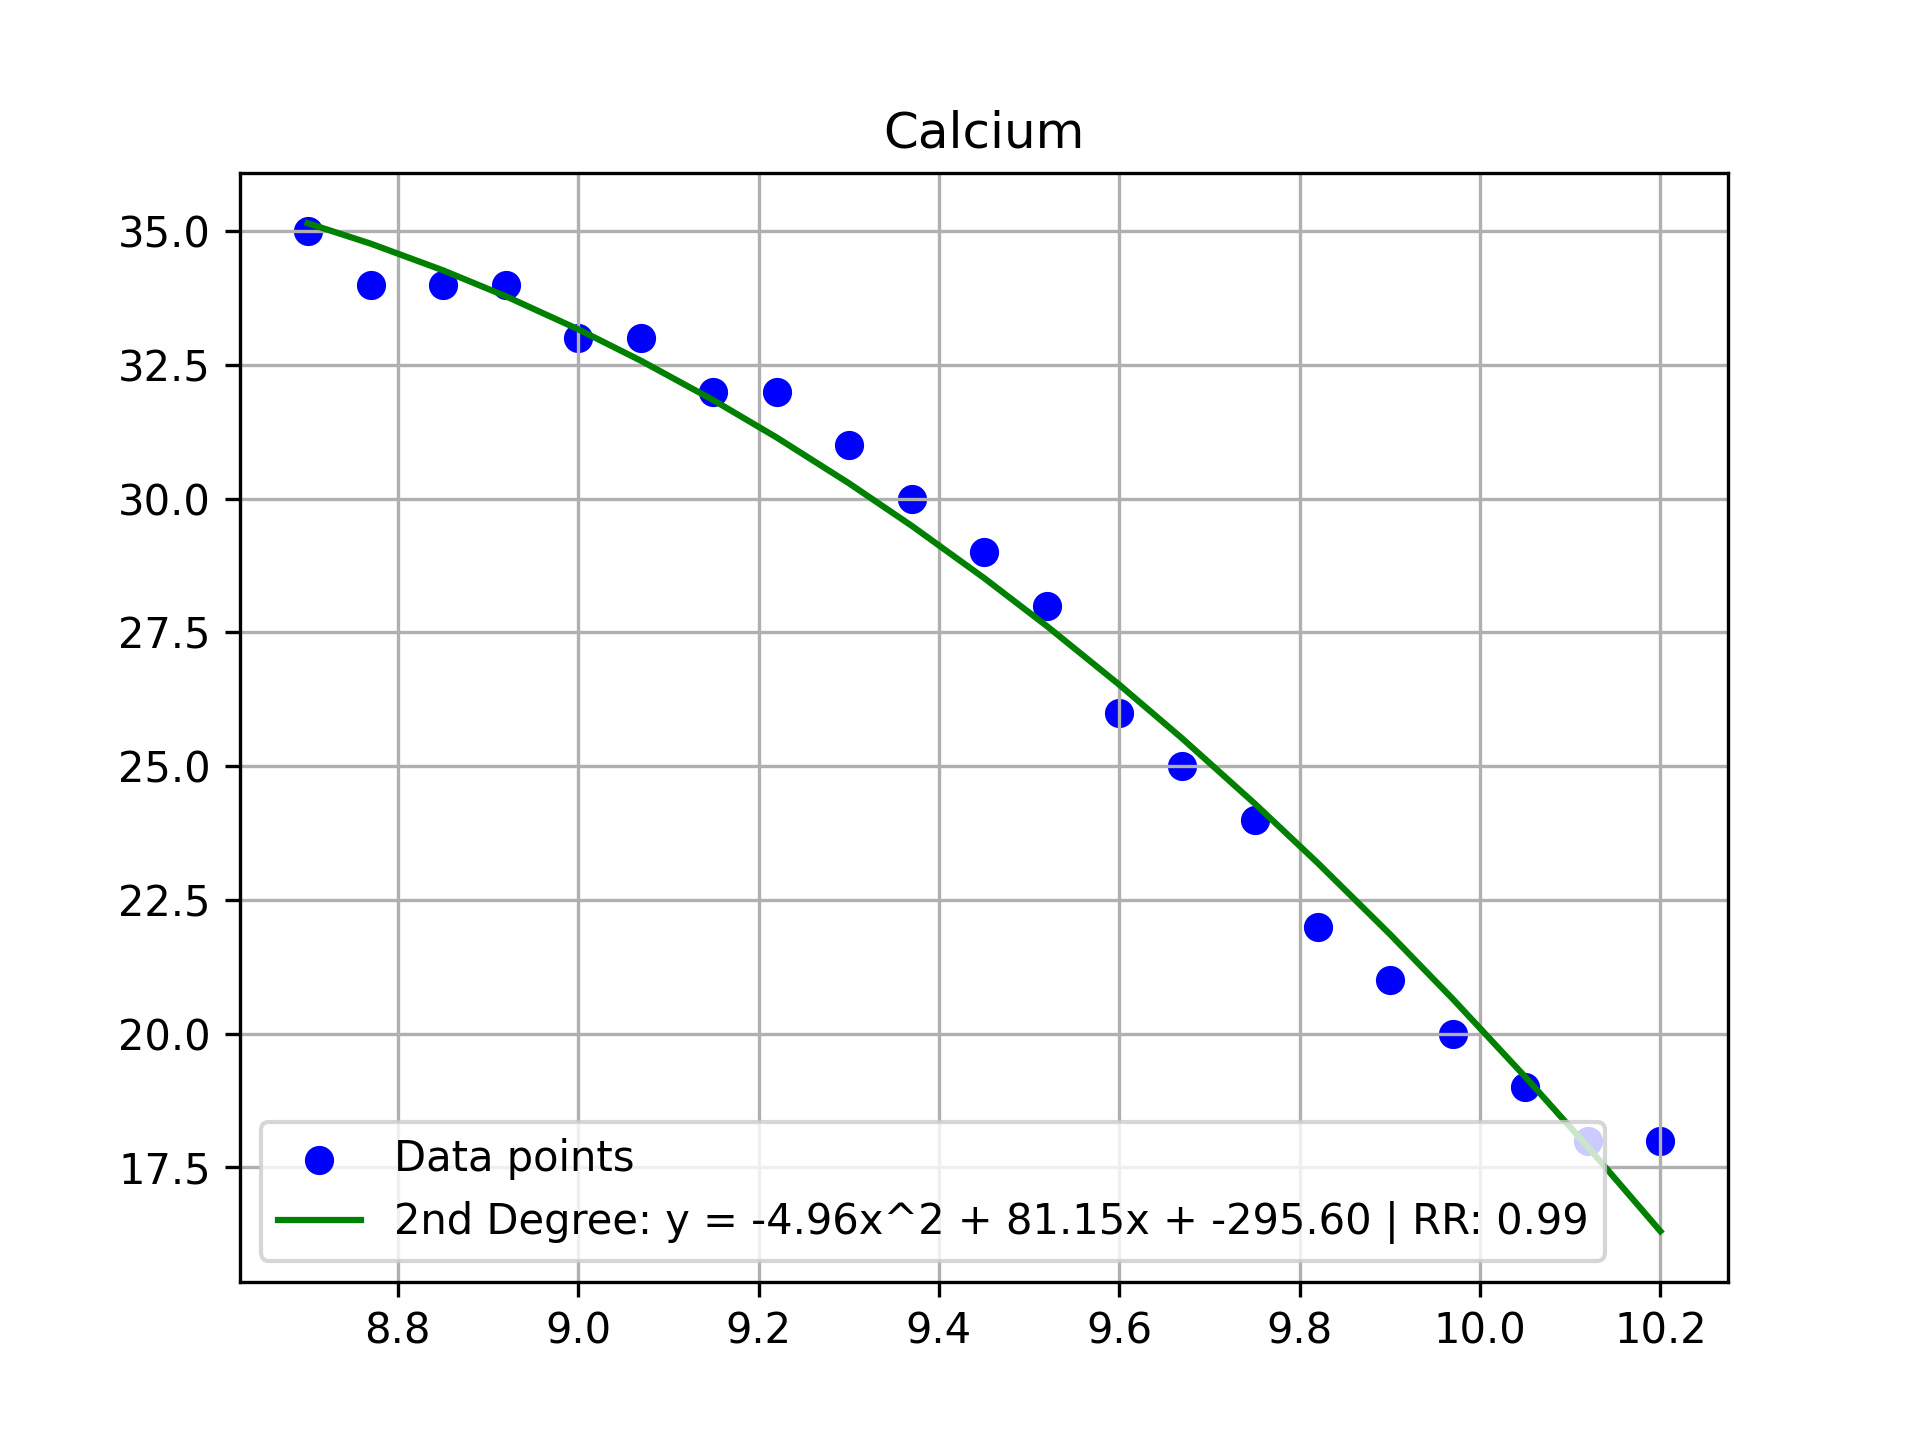 Calcium
35.0
32.5
30.0
27.5
25.0
22.5
20.0
17.5
Data points
2nd Degree: y = -4.96x^2 + 81.15x + -295.60 | RR: 0.99
8.8 9.0 9.2 9.4 9.6 9.8 10.0 10.2